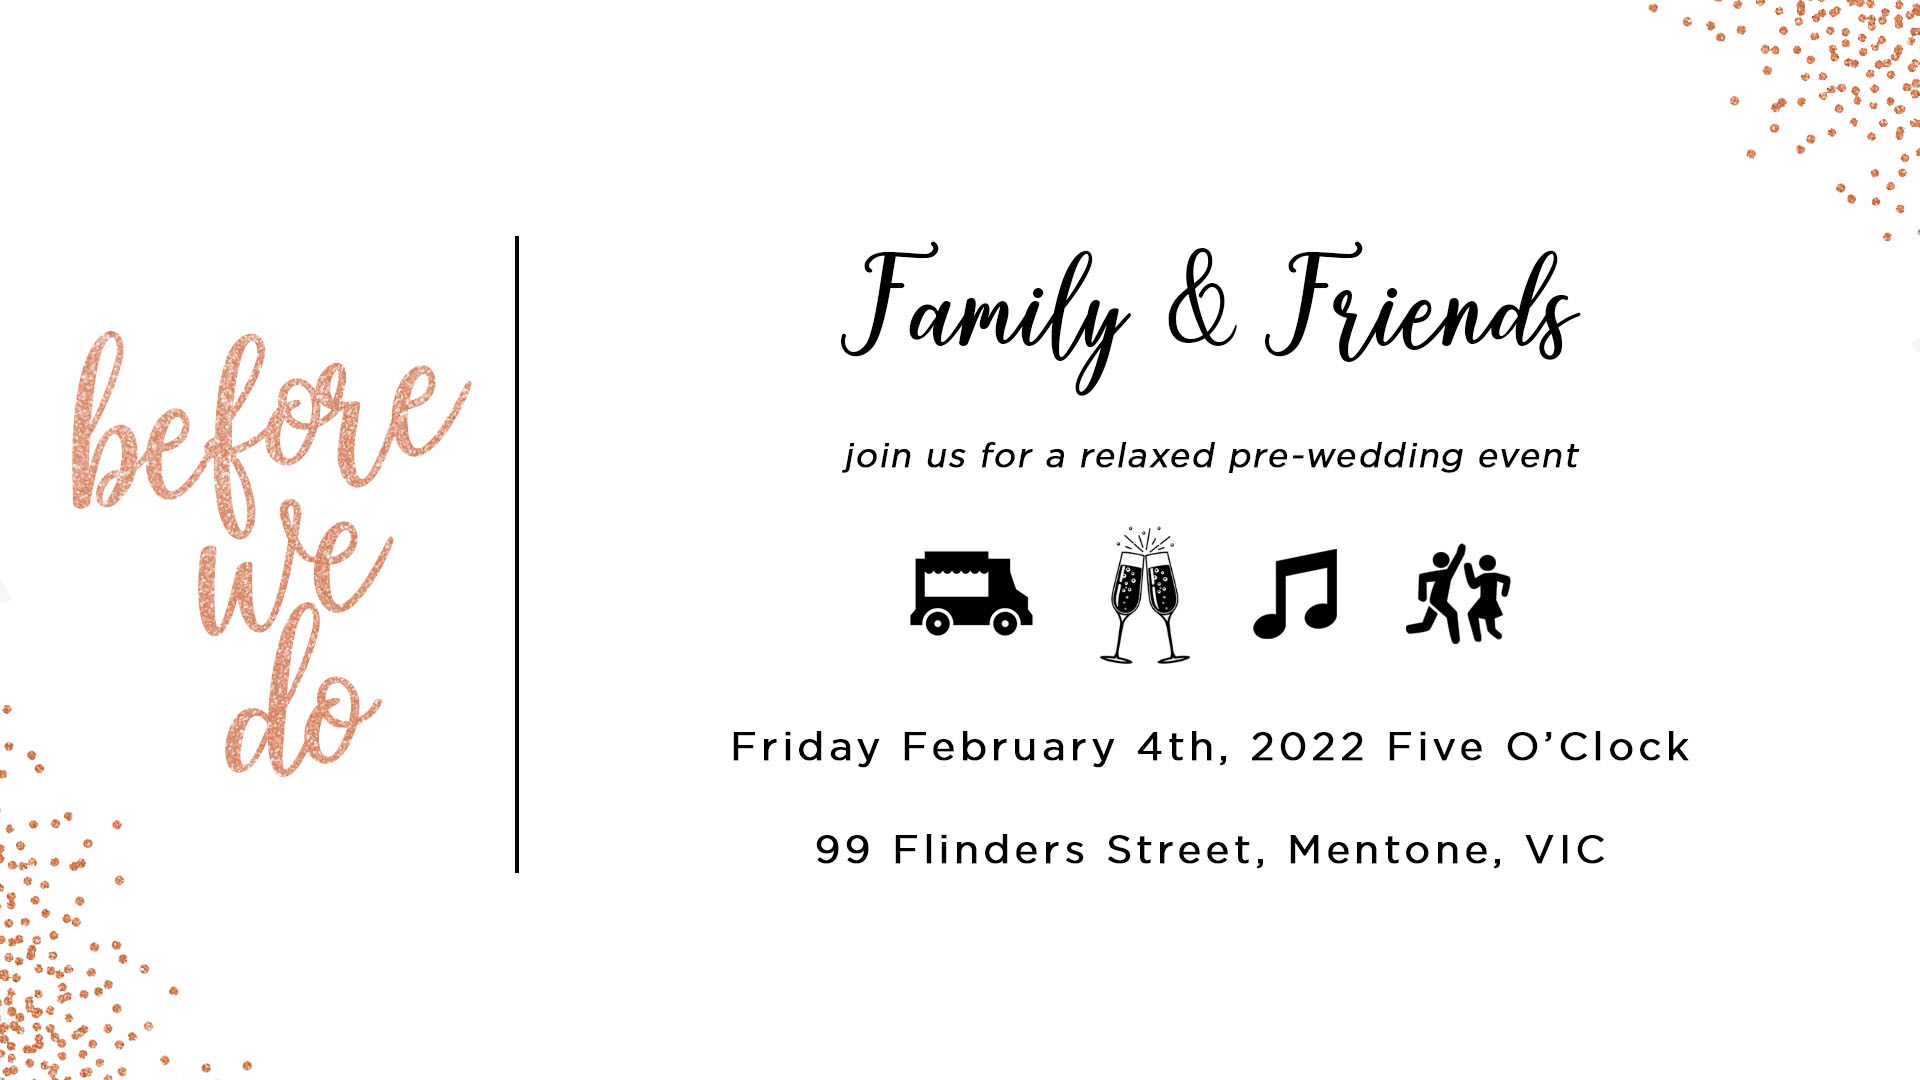 before
we
do
Family & Friends
join us for a relaxed pre-wedding event
Friday February 4th, 2022 Five O’Clock
99 Flinders Street, Mentone, VIC